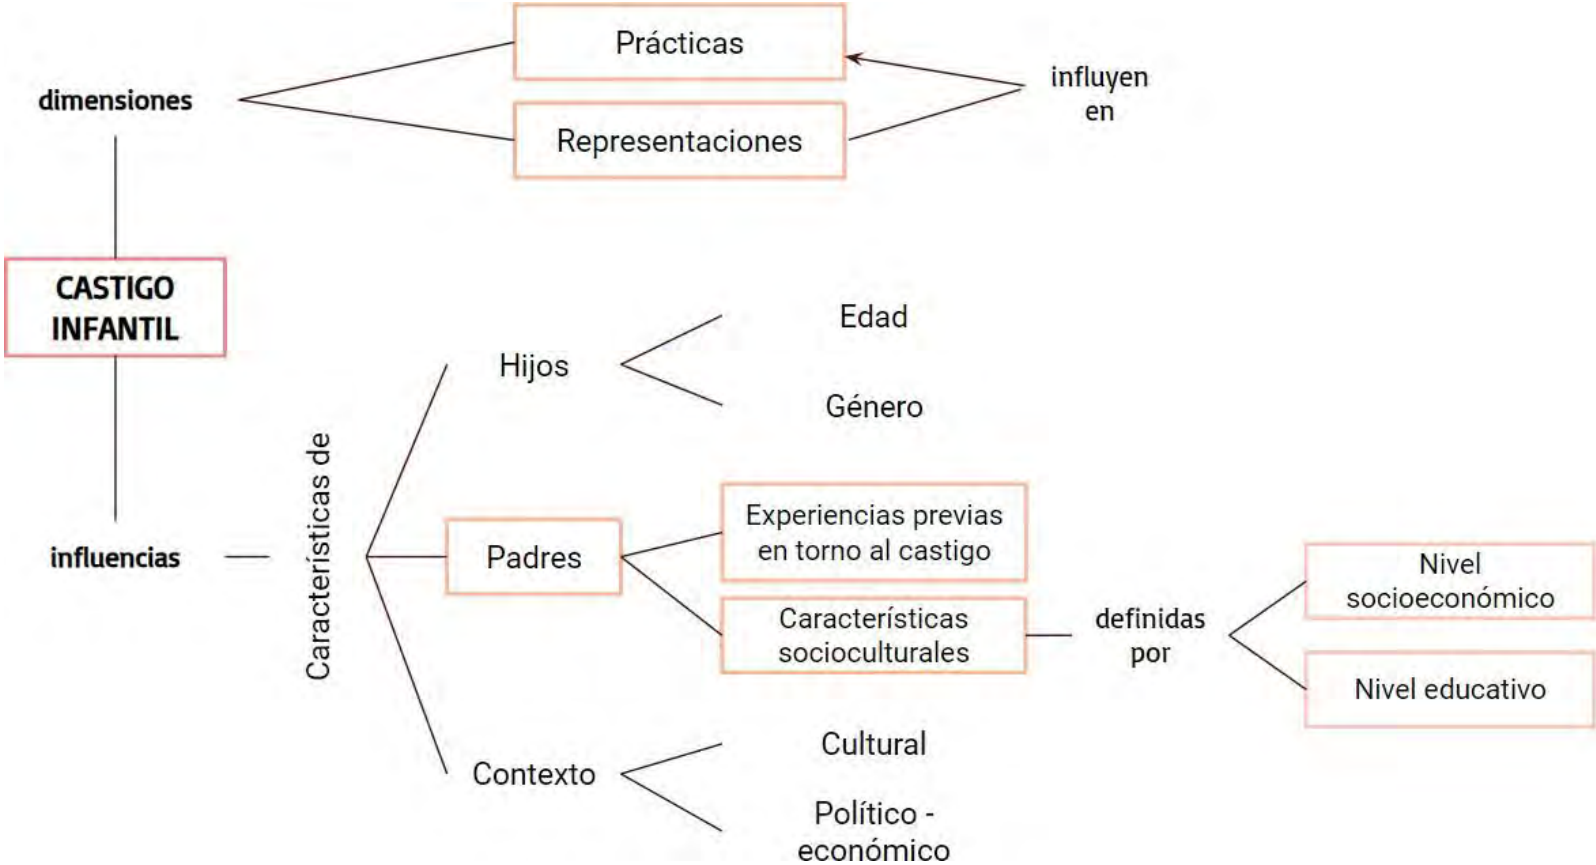 Prácticas
influyen
en
dimensiones
Representaciones
CASTIGO
INFANTIL
Edad
Hijos
Género
Características de
Experiencias previas
en torno al castigo
influencias
Padres
Nivel
socioeconómico
Características
socioculturales
definidas
por
Nivel educativo
Cultural
Contexto
Político -
económico